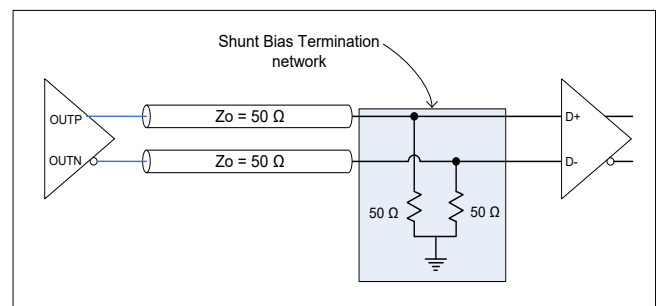 Shunt Bias Termination
network
OUTP
Zo = 50 Ω
D+
OUTN
Zo = 50 Ω
D-
50 Ω
50 Ω